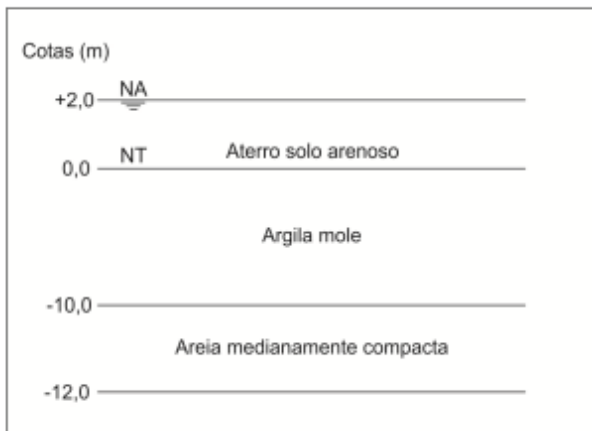 Cotas (m)
NA
+2,0
Aterro solo arenoso
NT
0,0
Argila mole
-10,0
Areia medianamente compacta
-12,0